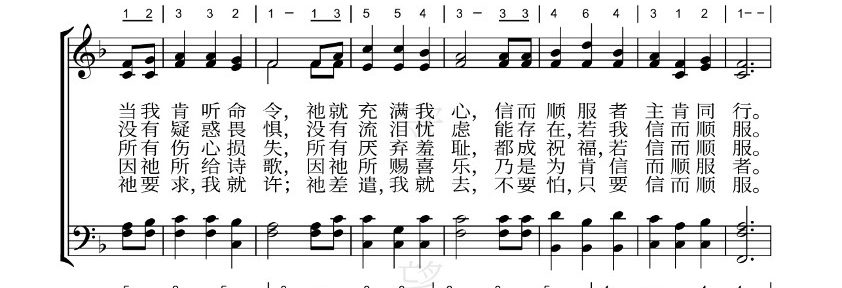 1 2 | 3 3 2 | 1 – 1 3 | 5 5 4 | 3 – 3 3 | 4 6 4 | 3 1 2 | 1 – –
当我肯听命令，祂就充满我心，信而顺服者主肯同行。
没有疑惑畏惧，没有流泪忧虑能存在，若我信而顺服。
所有伤心损失，所有厌弃羞耻，都成祝福，若信而顺服。
因祂所给诗歌，因祂所赐喜乐，乃是为肯信而顺服者。
祂要求，我就许；祂差遣，我就去，不要怕，只要信而顺服。